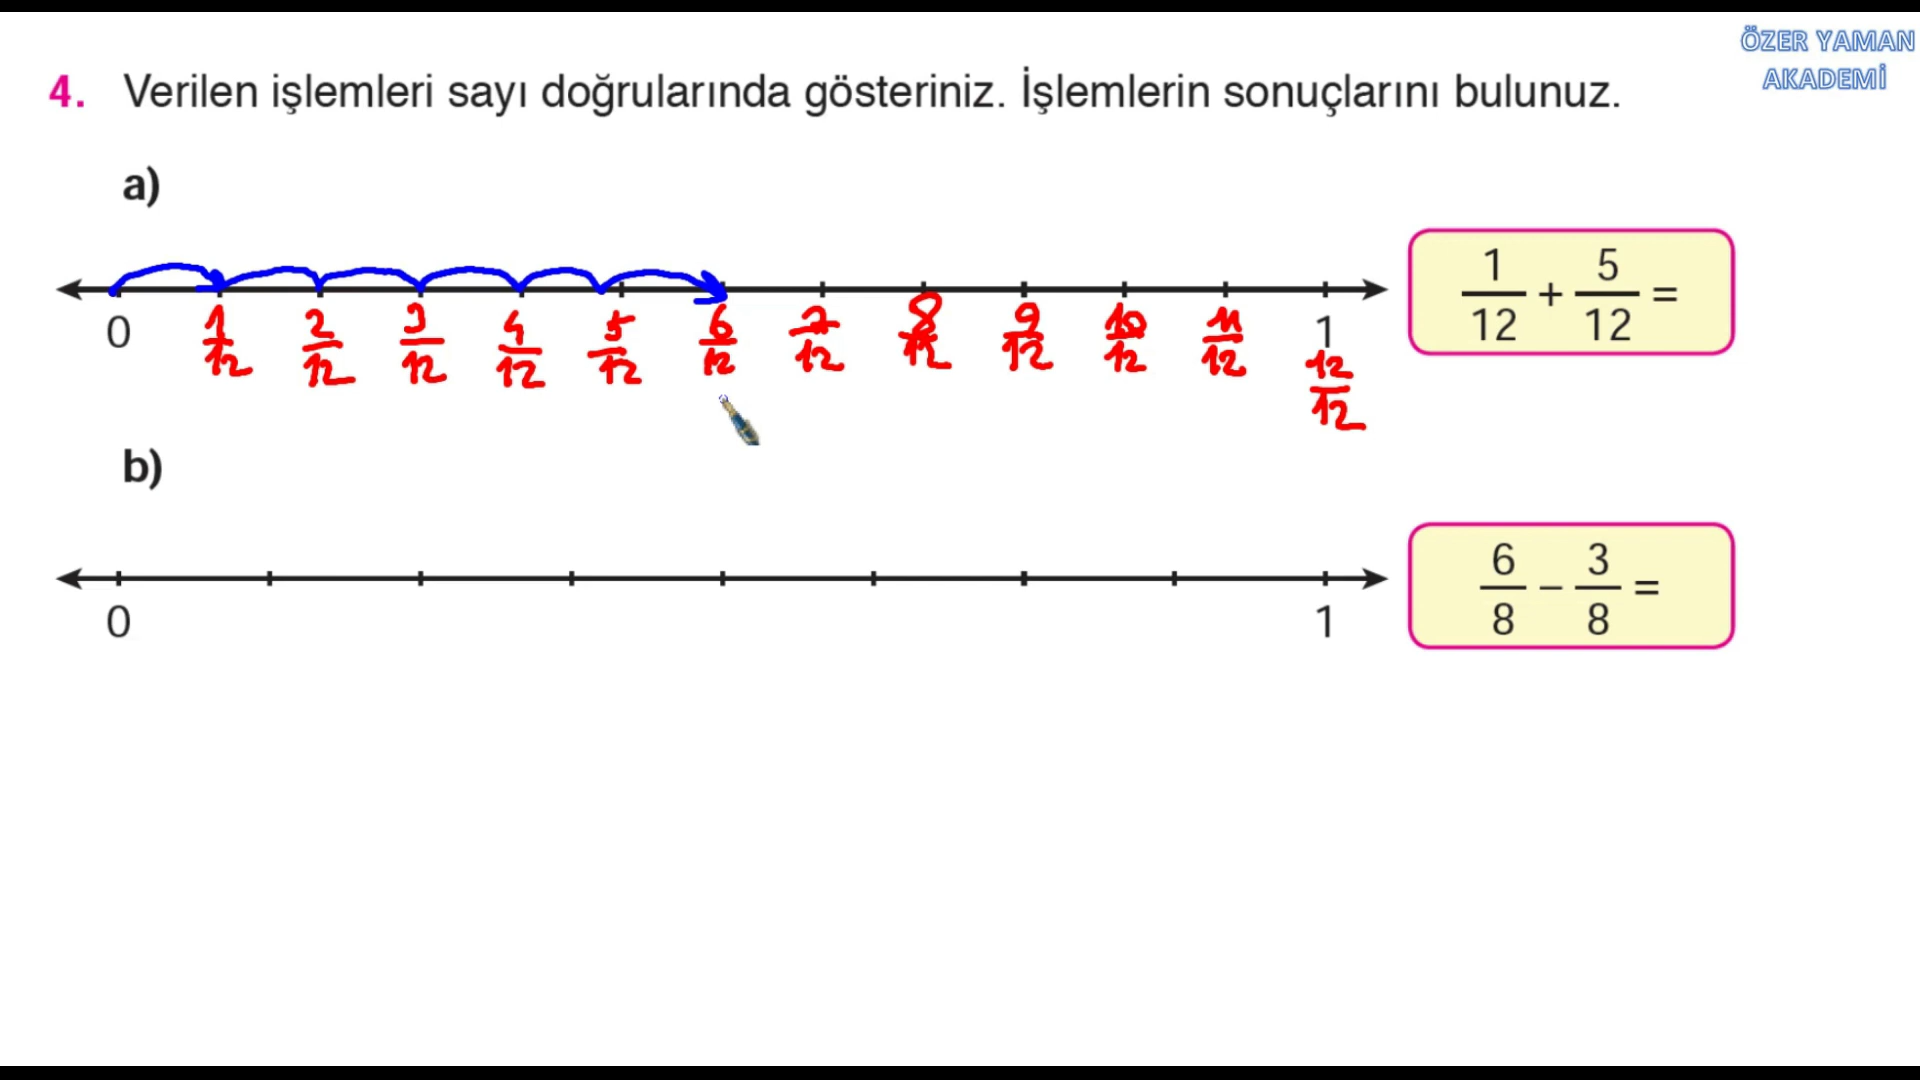 ÖZER YAMAN
AKADEMİ
4. Verilen işlemleri sayı doğrularında gösteriniz. İşlemlerin sonuçlarını bulunuz.
a)
0 1/12 2/12 3/12 4/12 5/12 6/12 7/12 8/12 9/12 10/12 11/12 1
12/12
1/12 + 5/12 =
b)
0 1
6/8 − 3/8 =